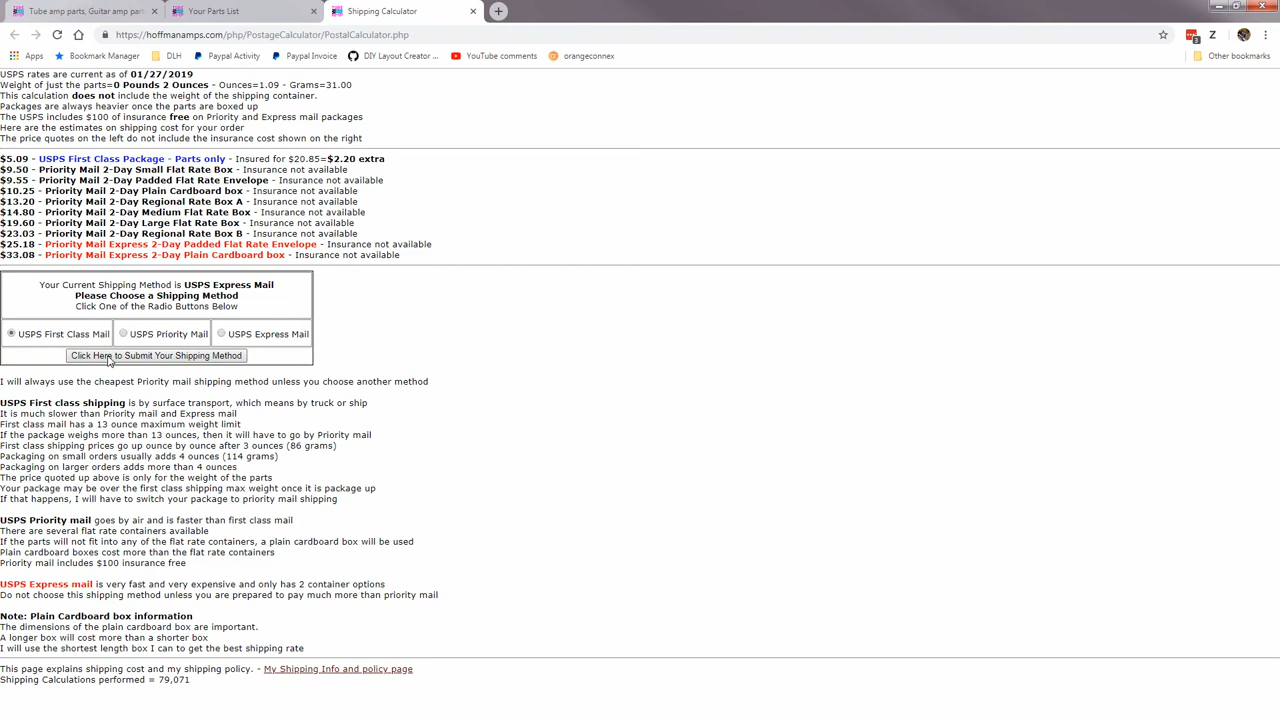 Tube amp parts, Guitar amp part
Your Parts List
Shipping Calculator
https://hoffmanamps.com/php/PostageCalculator/PostalCalculator.php
Apps
Bookmark Manager
DLH
Paypal Activity
Paypal Invoice
DIY Layout Creator ...
YouTube comments
orangeconnex
Other bookmarks
USPS rates are current as of 01/27/2019
Weight of just the parts=0 Pounds 2 Ounces - Ounces=1.09 - Grams=31.00
This calculation does not include the weight of the shipping container.
Packages are always heavier once the parts are boxed up
The USPS includes $100 of insurance free on Priority and Express mail packages
Here are the estimates on shipping cost for your order
The price quotes on the left do not include the insurance cost shown on the right
$5.09 - USPS First Class Package - Parts only - Insured for $20.85=$2.20 extra
$9.50 - Priority Mail 2-Day Small Flat Rate Box - Insurance not available
$9.55 - Priority Mail 2-Day Padded Flat Rate Envelope - Insurance not available
$10.25 - Priority Mail 2-Day Plain Cardboard box - Insurance not available
$13.20 - Priority Mail 2-Day Regional Rate Box A - Insurance not available
$14.80 - Priority Mail 2-Day Medium Flat Rate Box - Insurance not available
$19.60 - Priority Mail 2-Day Large Flat Rate Box - Insurance not available
$23.03 - Priority Mail 2-Day Regional Rate Box B - Insurance not available
$25.18 - Priority Mail Express 2-Day Padded Flat Rate Envelope - Insurance not available
$33.08 - Priority Mail Express 2-Day Plain Cardboard box - Insurance not available
Your Current Shipping Method is USPS Express Mail
Please Choose a Shipping Method
Click One of the Radio Buttons Below
USPS First Class Mail
USPS Priority Mail
USPS Express Mail
Click Here to Submit Your Shipping Method
I will always use the cheapest Priority mail shipping method unless you choose another method
USPS First class shipping is by surface transport, which means by truck or ship
It is much slower than Priority mail and Express mail
First class mail has a 13 ounce maximum weight limit
If the package weighs more than 13 ounces, then it will have to go by Priority mail
First class shipping prices go up ounce by ounce after 3 ounces (86 grams)
Packaging on small orders usually adds 4 ounces (114 grams)
Packaging on larger orders adds more than 4 ounces
The price quoted up above is only for the weight of the parts
Your package may be over the first class shipping max weight once it is package up
If that happens, I will have to switch your package to priority mail shipping
USPS Priority mail goes by air and is faster than first class mail
There are several flat rate containers available
If the parts will not fit into any of the flat rate containers, a plain cardboard box will be used
Plain cardboard boxes cost more than the flat rate containers
Priority mail includes $100 insurance free
USPS Express mail is very fast and very expensive and only has 2 container options
Do not choose this shipping method unless you are prepared to pay much more than priority mail
Note: Plain Cardboard box information
The dimensions of the plain cardboard box are important.
A longer box will cost more than a shorter box
I will use the shortest length box I can to get the best shipping rate
This page explains shipping cost and my shipping policy. - My Shipping Info and policy page
Shipping Calculations performed = 79,071